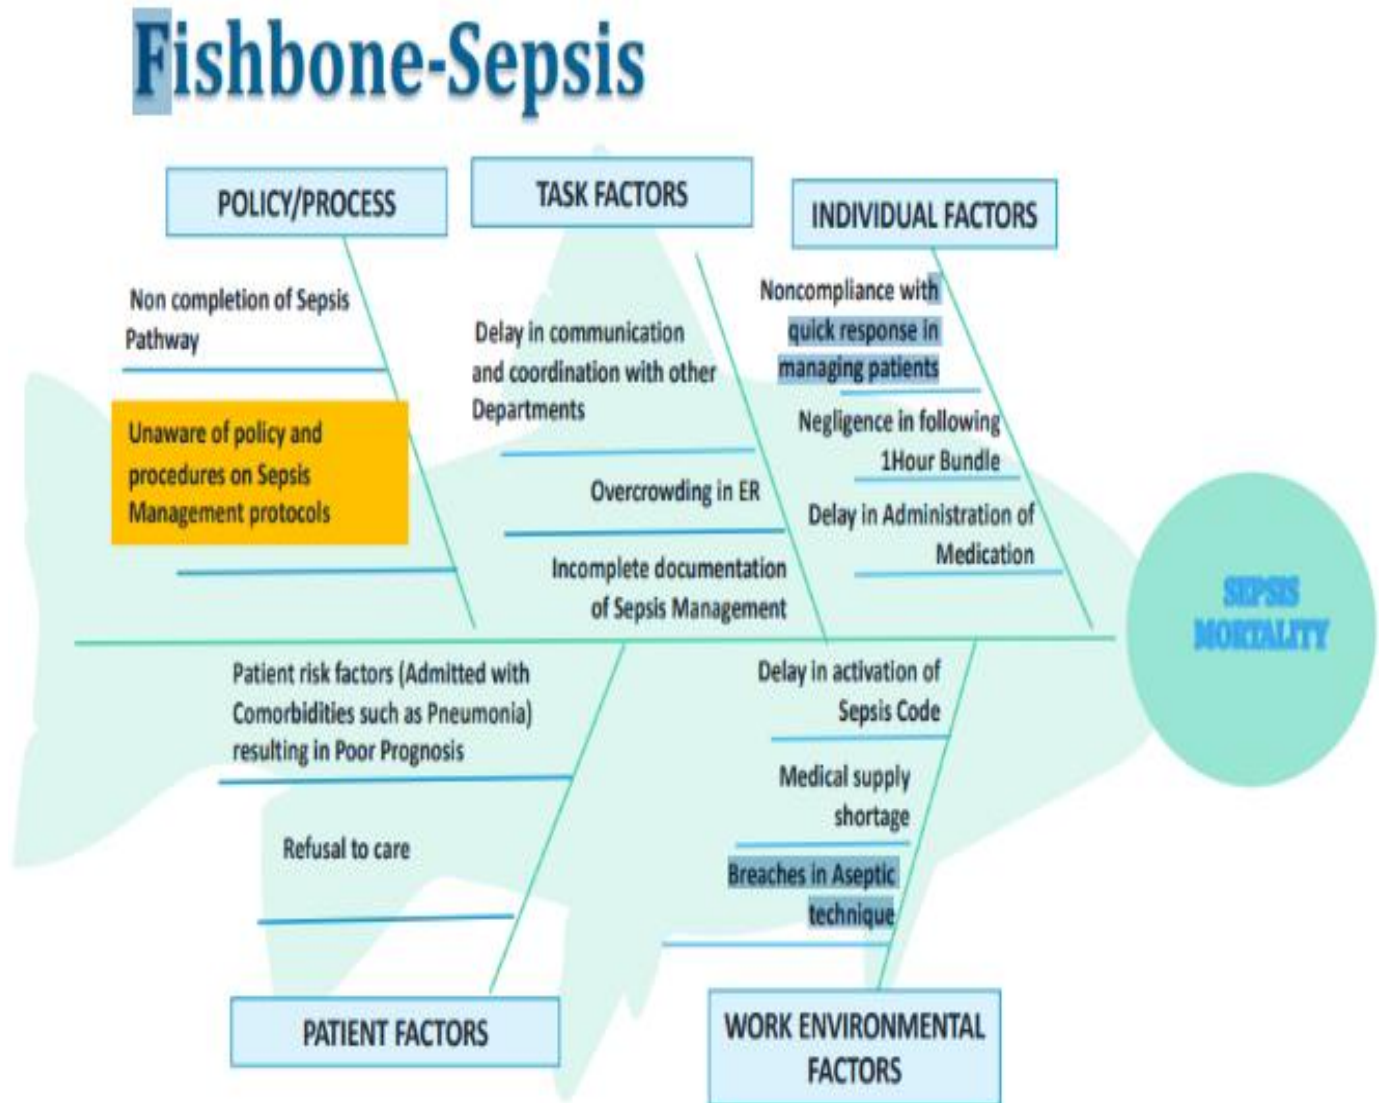 Fishbone-Sepsis
POLICY/PROCESS
Non completion of Sepsis
Pathway
Unaware of policy and
procedures on Sepsis
Management protocols
TASK FACTORS
Delay in communication
and coordination with other
Departments
Overcrowding in ER
Incomplete documentation
of Sepsis Management
INDIVIDUAL FACTORS
Noncompliance with
quick response in
managing patients
Negligence in following
1Hour Bundle
Delay in Administration of
Medication
SEPSIS
MORTALITY
Patient risk factors (Admitted with
Comorbidities such as Pneumonia)
resulting in Poor Prognosis
Refusal to care
PATIENT FACTORS
Delay in activation of
Sepsis Code
Medical supply
shortage
Breaches in Aseptic
technique
WORK ENVIRONMENTAL
FACTORS